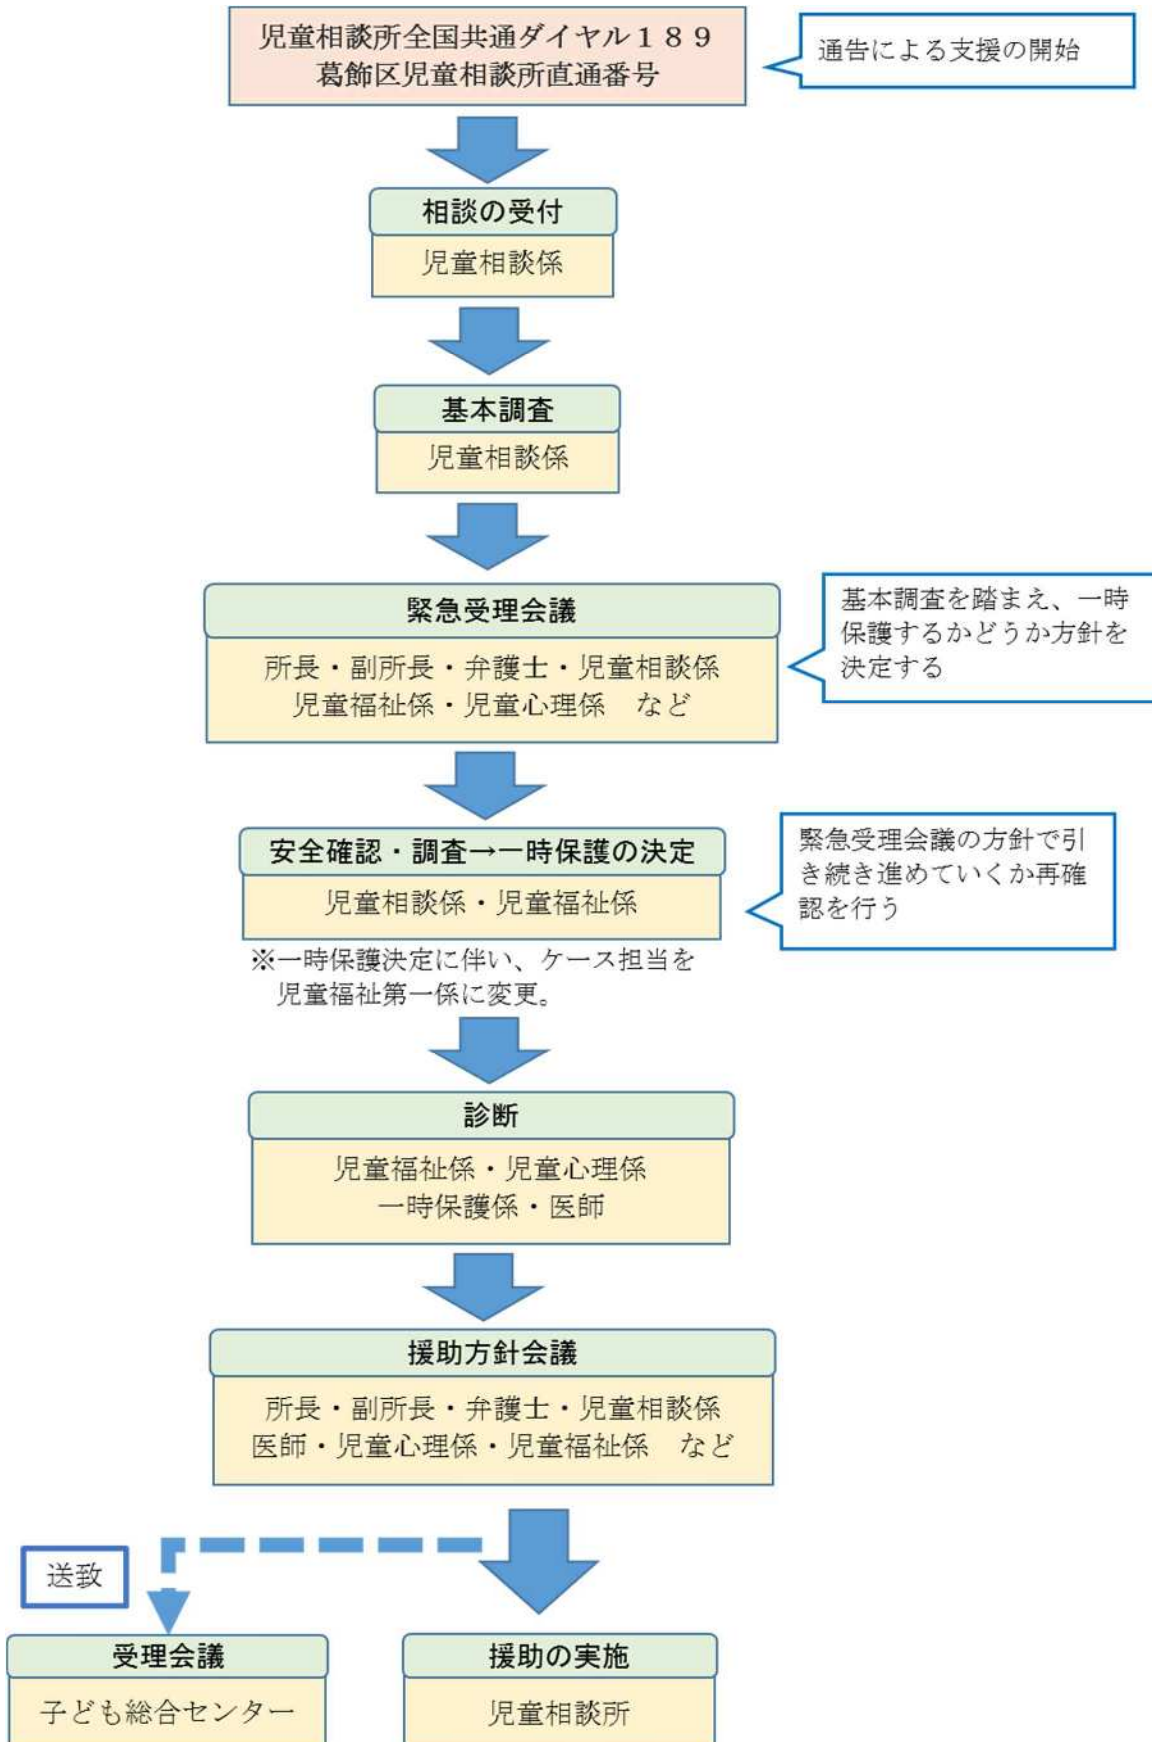 児童相談所全国共通ダイヤル１８９
葛飾区児童相談所直通番号
通告による支援の開始
相談の受付
児童相談係
基本調査
児童相談係
緊急受理会議
所長・副所長・弁護士・児童相談係
児童福祉係・児童心理係　など
基本調査を踏まえ、一時
保護するかどうか方針を
決定する
安全確認・調査→一時保護の決定
児童相談係・児童福祉係
緊急受理会議の方針で引
き続き進めていくか再確
認を行う
※一時保護決定に伴い、ケース担当を
児童福祉第一係に変更。
診断
児童福祉係・児童心理係
一時保護係・医師
援助方針会議
所長・副所長・弁護士・児童相談係
医師・児童心理係・児童福祉係　など
送致
受理会議
子ども総合センター
援助の実施
児童相談所